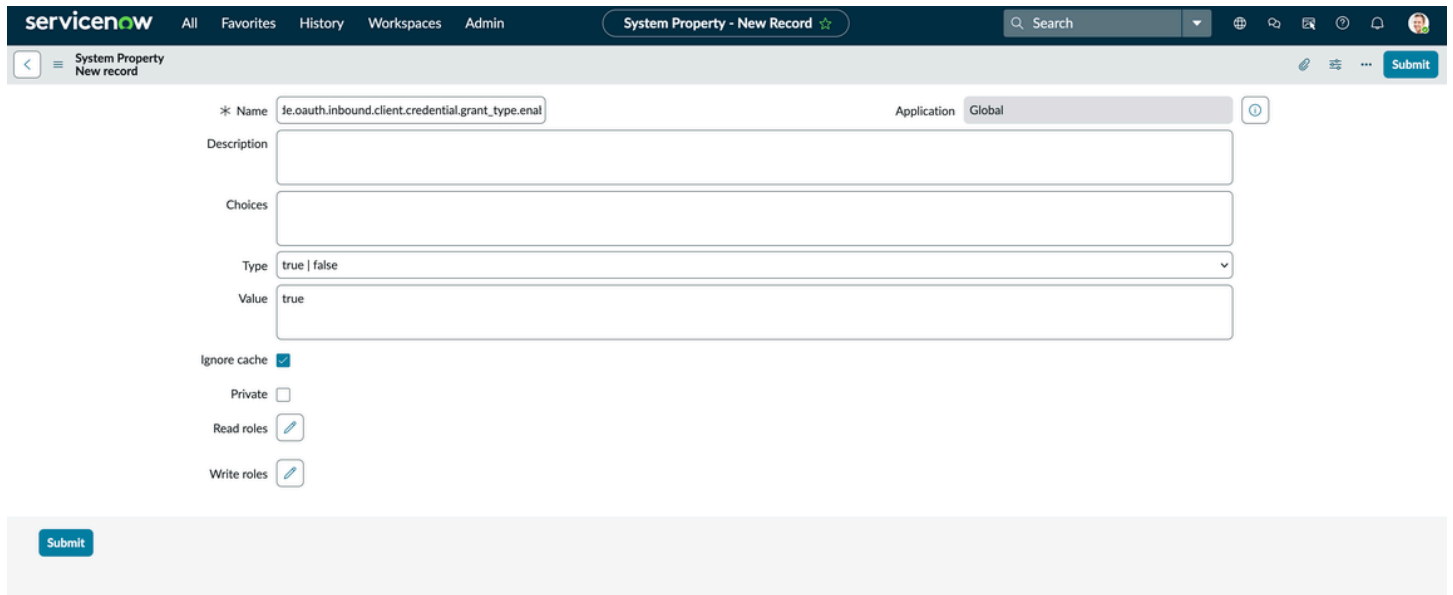 servicenow All Favorites History Workspaces Admin System Property - New Record Search
System Property
New record
Submit
* Name de.oauth.inbound.client.credential.grant_type.enab Application Global
Description
Choices
Type true | false
Value true
Ignore cache
Private
Read roles
Write roles
Submit